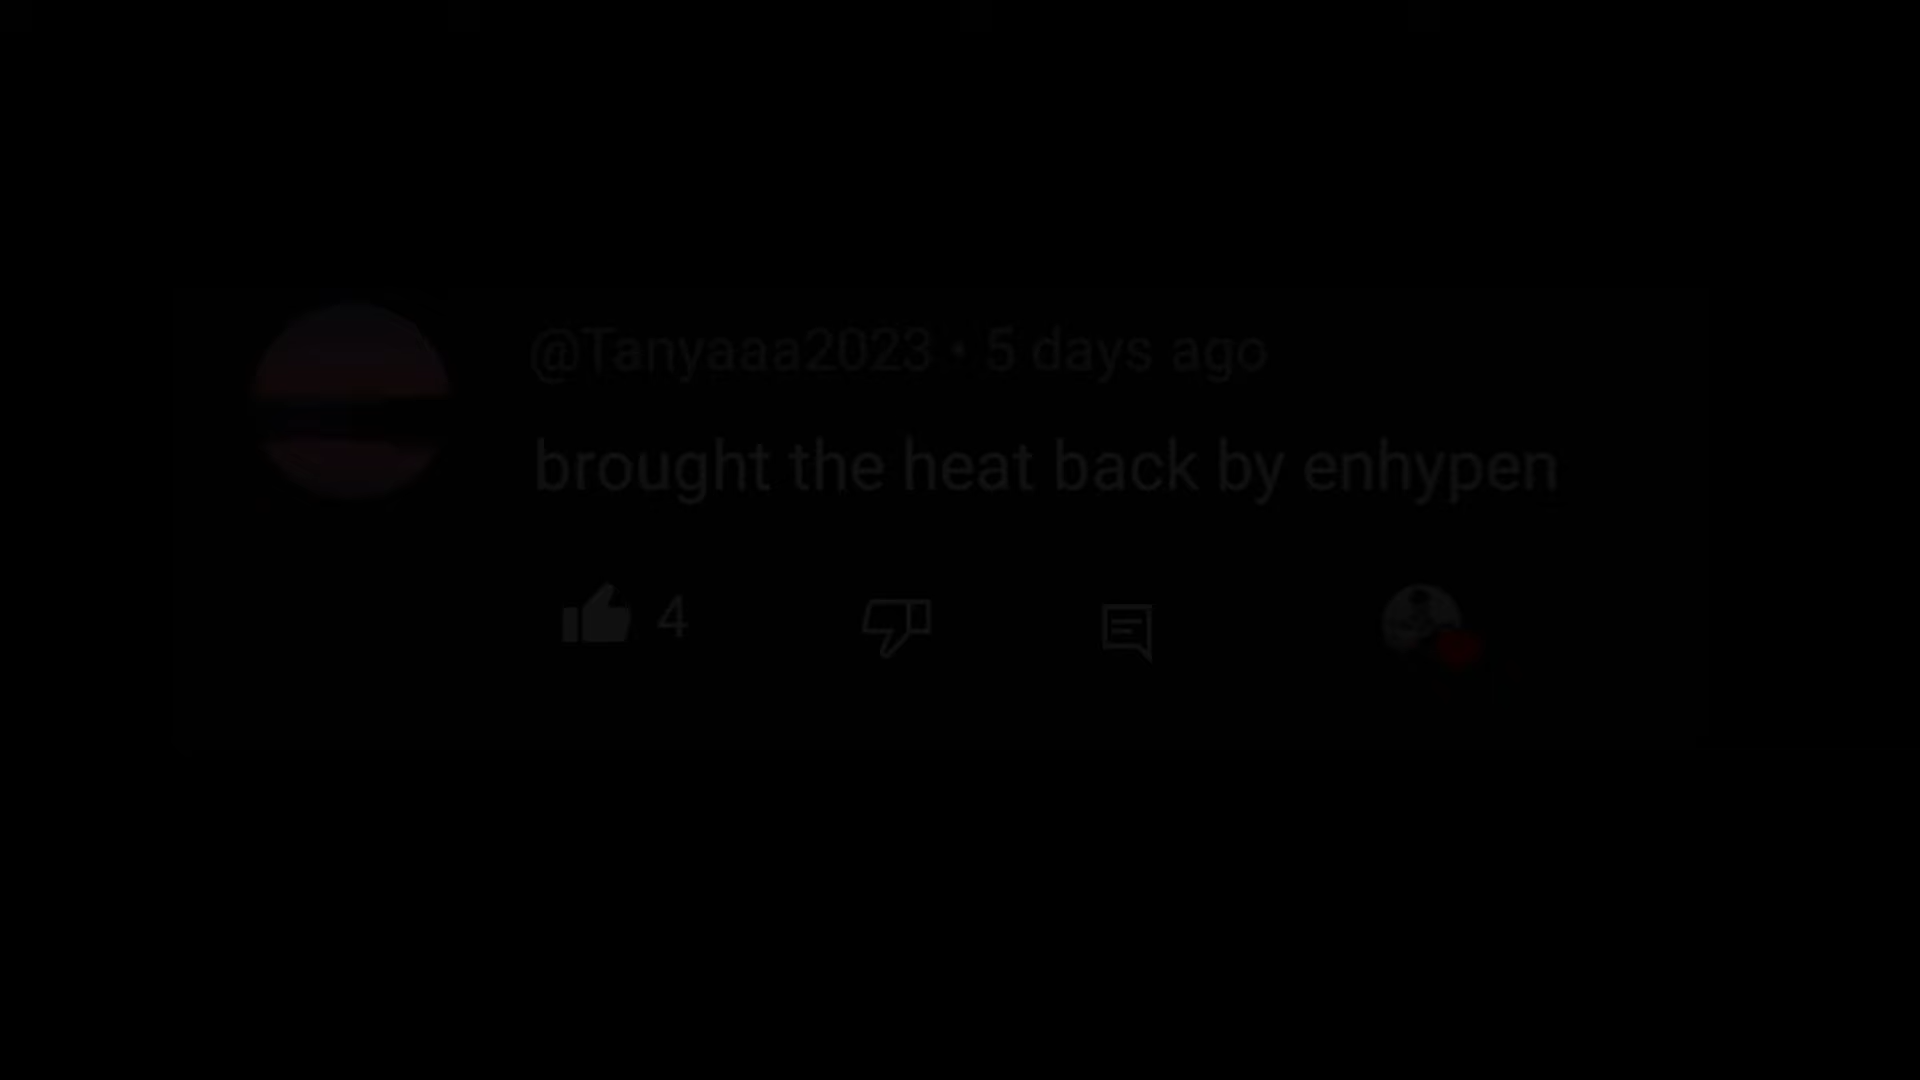 @Tanyaaa2023 • 5 days ago
brought the heat back by enhypen
4